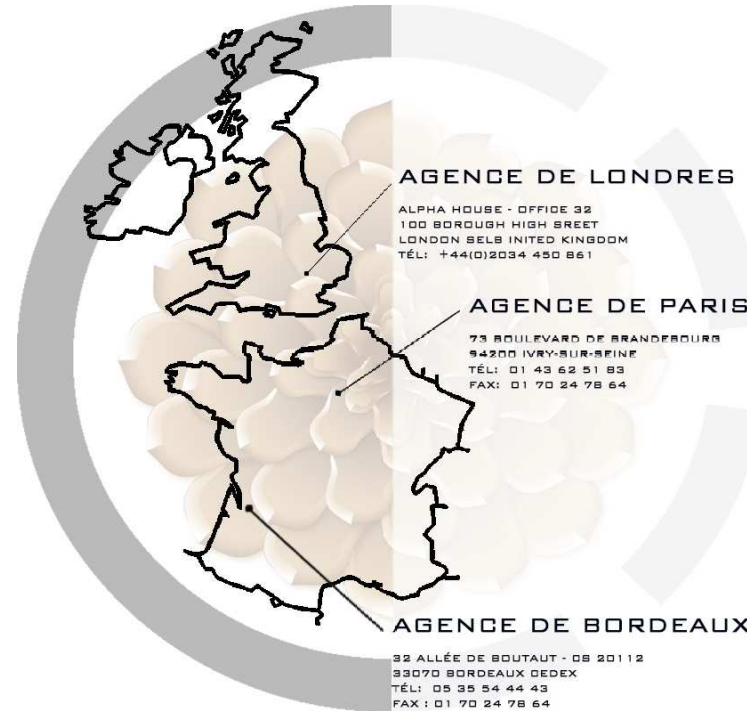 AGENCE DE LONDRES
ALPHA HOUSE - OFFICE 32
100 BOROUGH HIGH SREET
LONDON SELB INITED KINGDOM
TÉL: +44(0)2034 450 861
AGENCE DE PARIS
73 BOULEVARD DE BRANDEBOURG
94200 IVRY-SUR-SEINE
TÉL: 01 43 62 51 83
FAX: 01 70 24 78 64
AGENCE DE BORDEAUX
32 ALLÉE DE BOUTAUT - CS 20112
33070 BORDEAUX CEDEX
TÉL: 05 35 54 44 43
FAX : 01 70 24 78 64